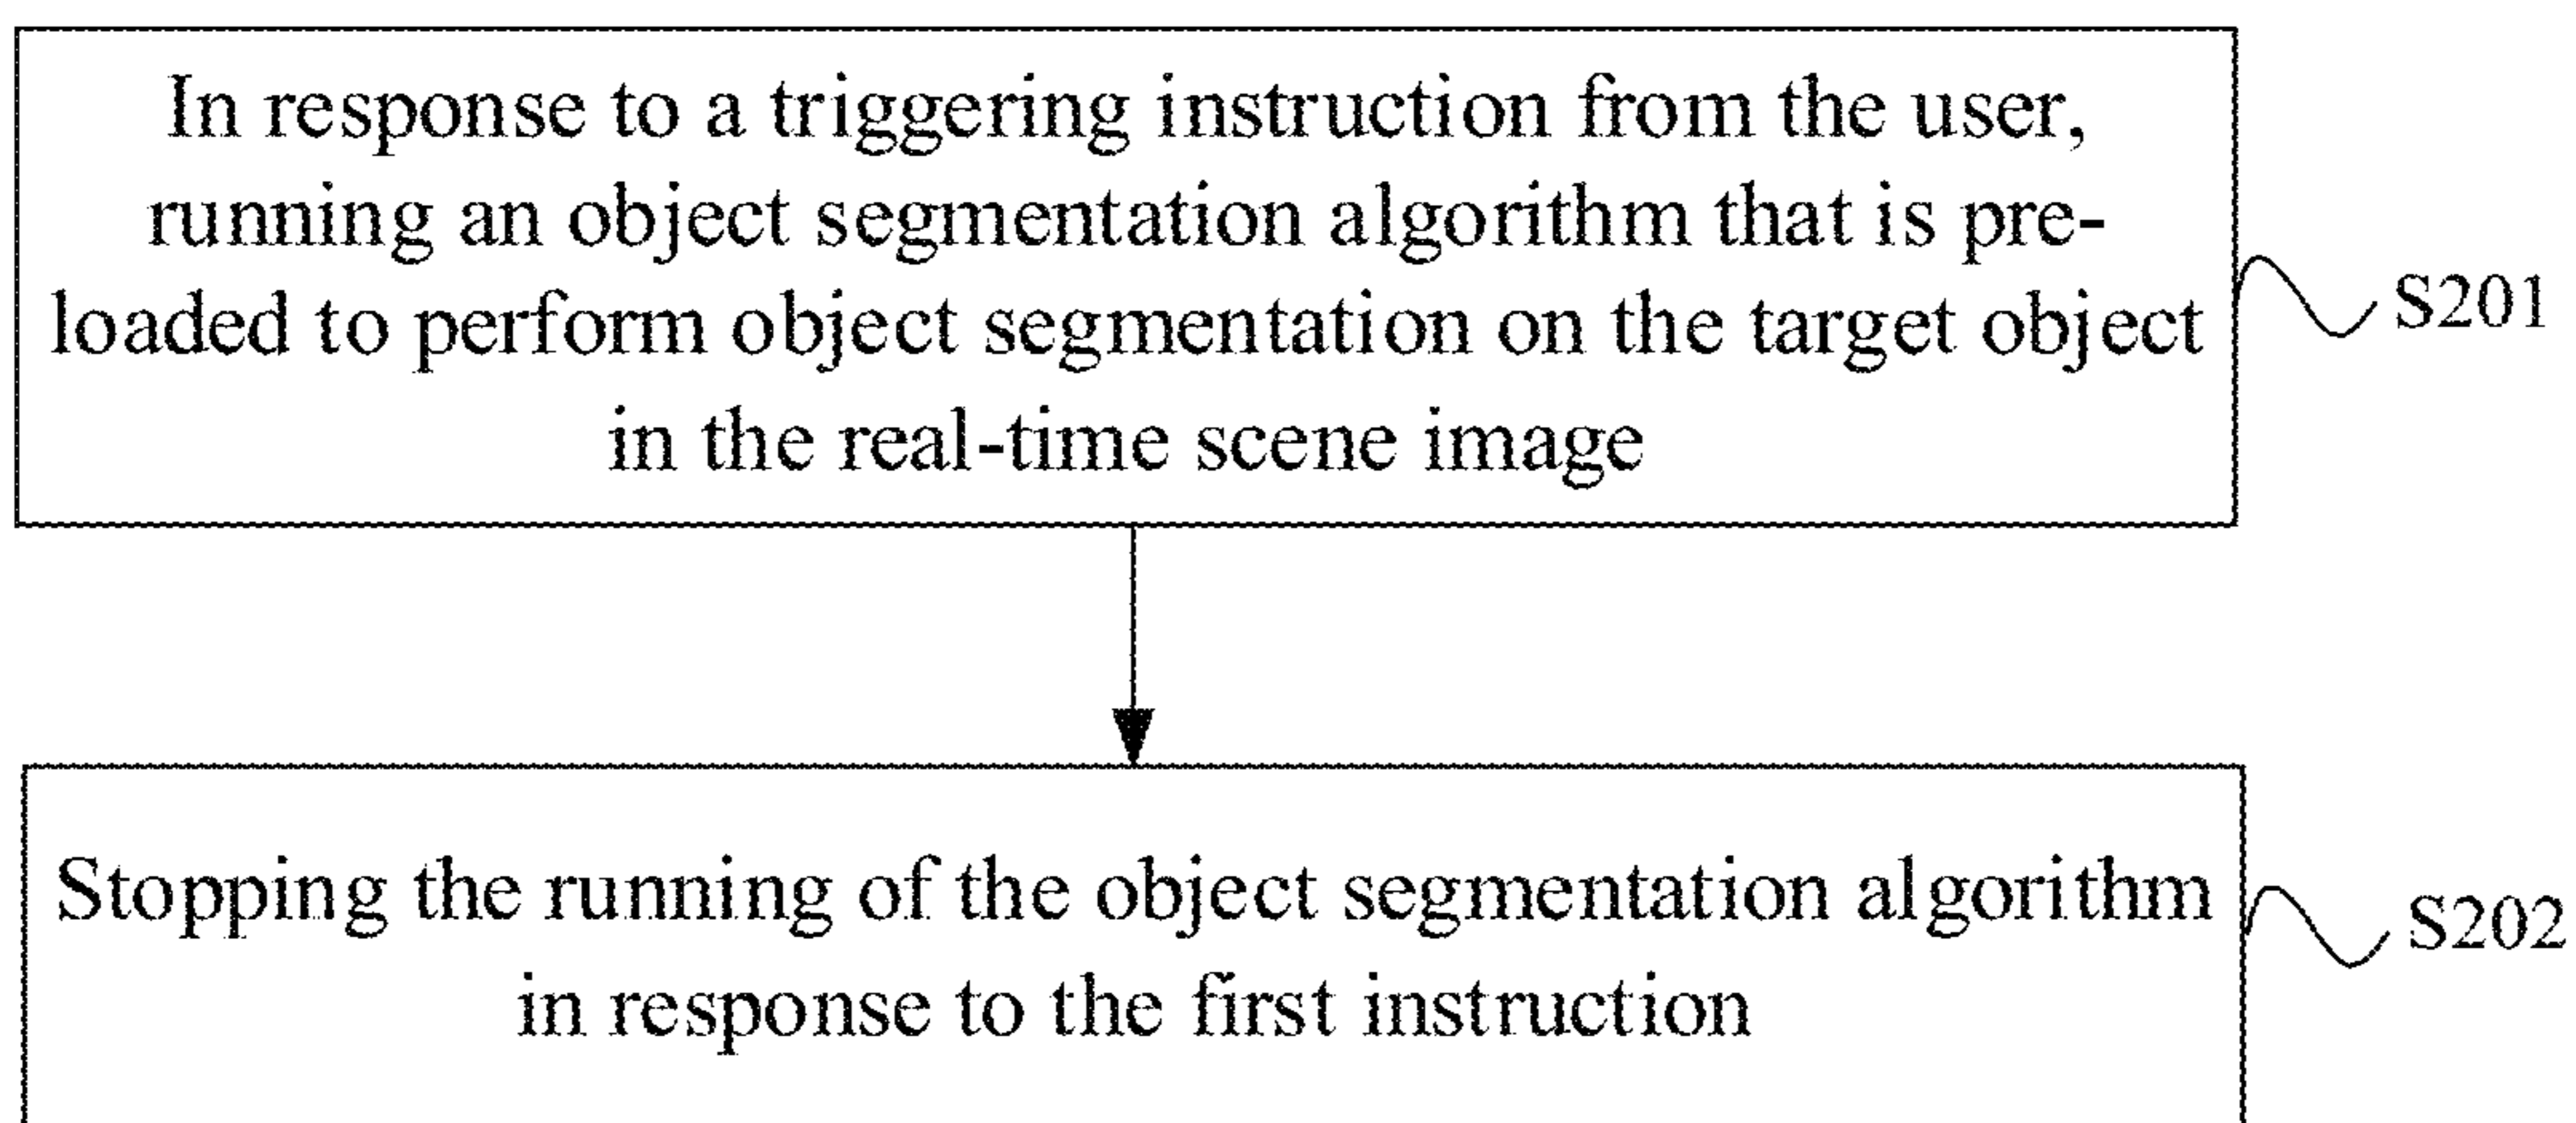 In response to a triggering instruction from the user,
running an object segmentation algorithm that is pre-
loaded to perform object segmentation on the target object
in the real-time scene image
S201
Stopping the running of the object segmentation algorithm
in response to the first instruction
S202